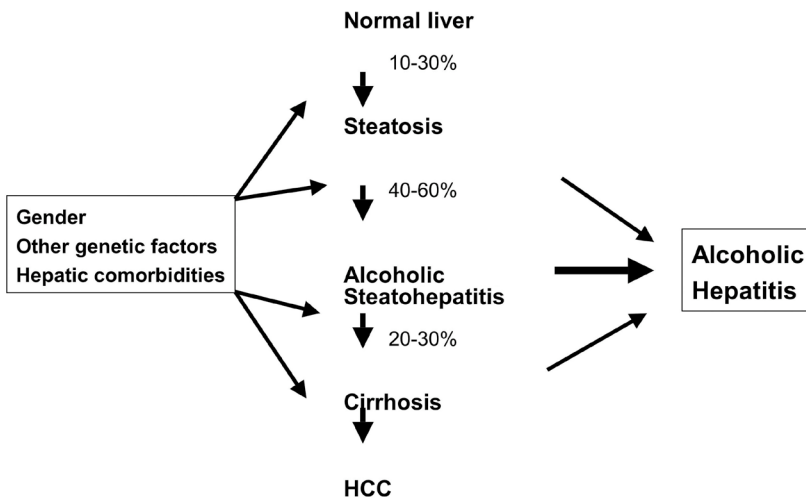 Normal liver
10-30%
Steatosis
40-60%
Gender
Other genetic factors
Hepatic comorbidities
Alcoholic
Steatohepatitis
20-30%
Cirrhosis
HCC
Alcoholic
Hepatitis